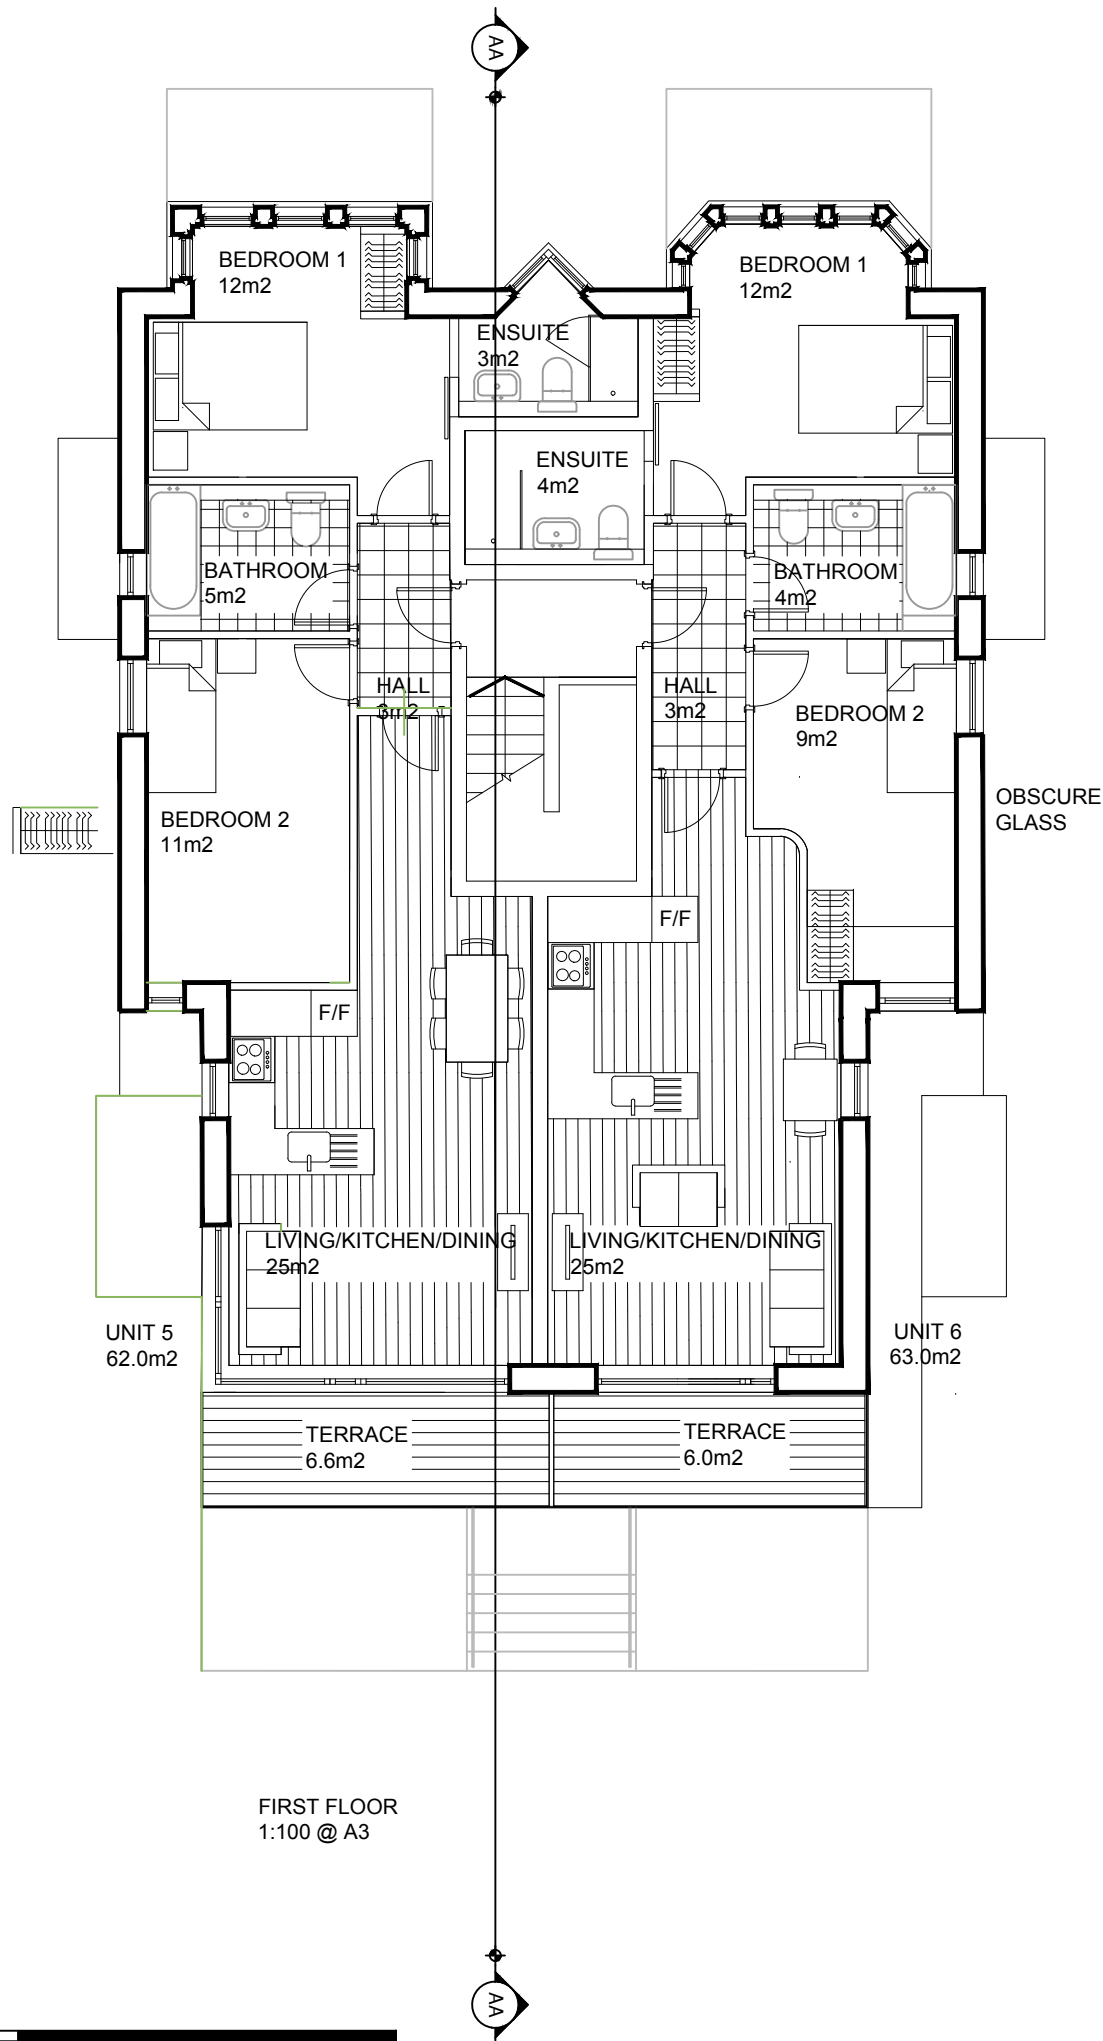 AA
BEDROOM 1
12m2
BEDROOM 1
12m2
ENSUITE
3m2
ENSUITE
4m2
BATHROOM
5m2
BATHROOM
4m2
HALL
3m2
HALL
3m2
BEDROOM 2
9m2
BEDROOM 2
11m2
OBSCURE
GLASS
F/F
F/F
LIVING/KITCHEN/DINING
25m2
LIVING/KITCHEN/DINING
25m2
UNIT 5
62.0m2
UNIT 6
63.0m2
TERRACE
6.6m2
TERRACE
6.0m2
FIRST FLOOR
1:100 @ A3
AA